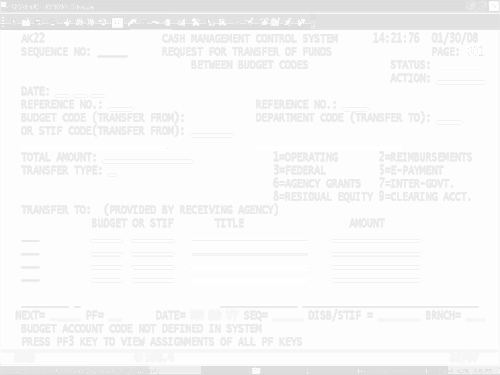 AK22 CASH MANAGEMENT CONTROL SYSTEM 14:21:76 01/30/08
SEQUENCE NO: REQUEST FOR TRANSFER OF FUNDS PAGE:
BETWEEN BUDGET CODES STATUS:
ACTION:
DATE:
REFERENCE NO.: REFERENCE NO.:
BUDGET CODE (TRANSFER FROM): DEPARTMENT CODE (TRANSFER TO):
OR STIF CODE(TRANSFER FROM):
TOTAL AMOUNT: 1=OPERATING 2=REIMBURSEMENTS
TRANSFER TYPE: 3=FEDERAL 5=E-PAYMENT
6=AGENCY GRANTS 7=INTER-GOVT.
8=RESIDUAL EQUITY 9=CLEARING ACCT.
TRANSFER TO: (PROVIDED BY RECEIVING AGENCY)
BUDGET OR STIF TITLE AMOUNT
NEXT= PF= DATE= SEQ= DISB/STIF = BRNCH=
BUDGET ACCOUNT CODE NOT DEFINED IN SYSTEM
PRESS PF3 KEY TO VIEW ASSIGNMENTS OF ALL PF KEYS